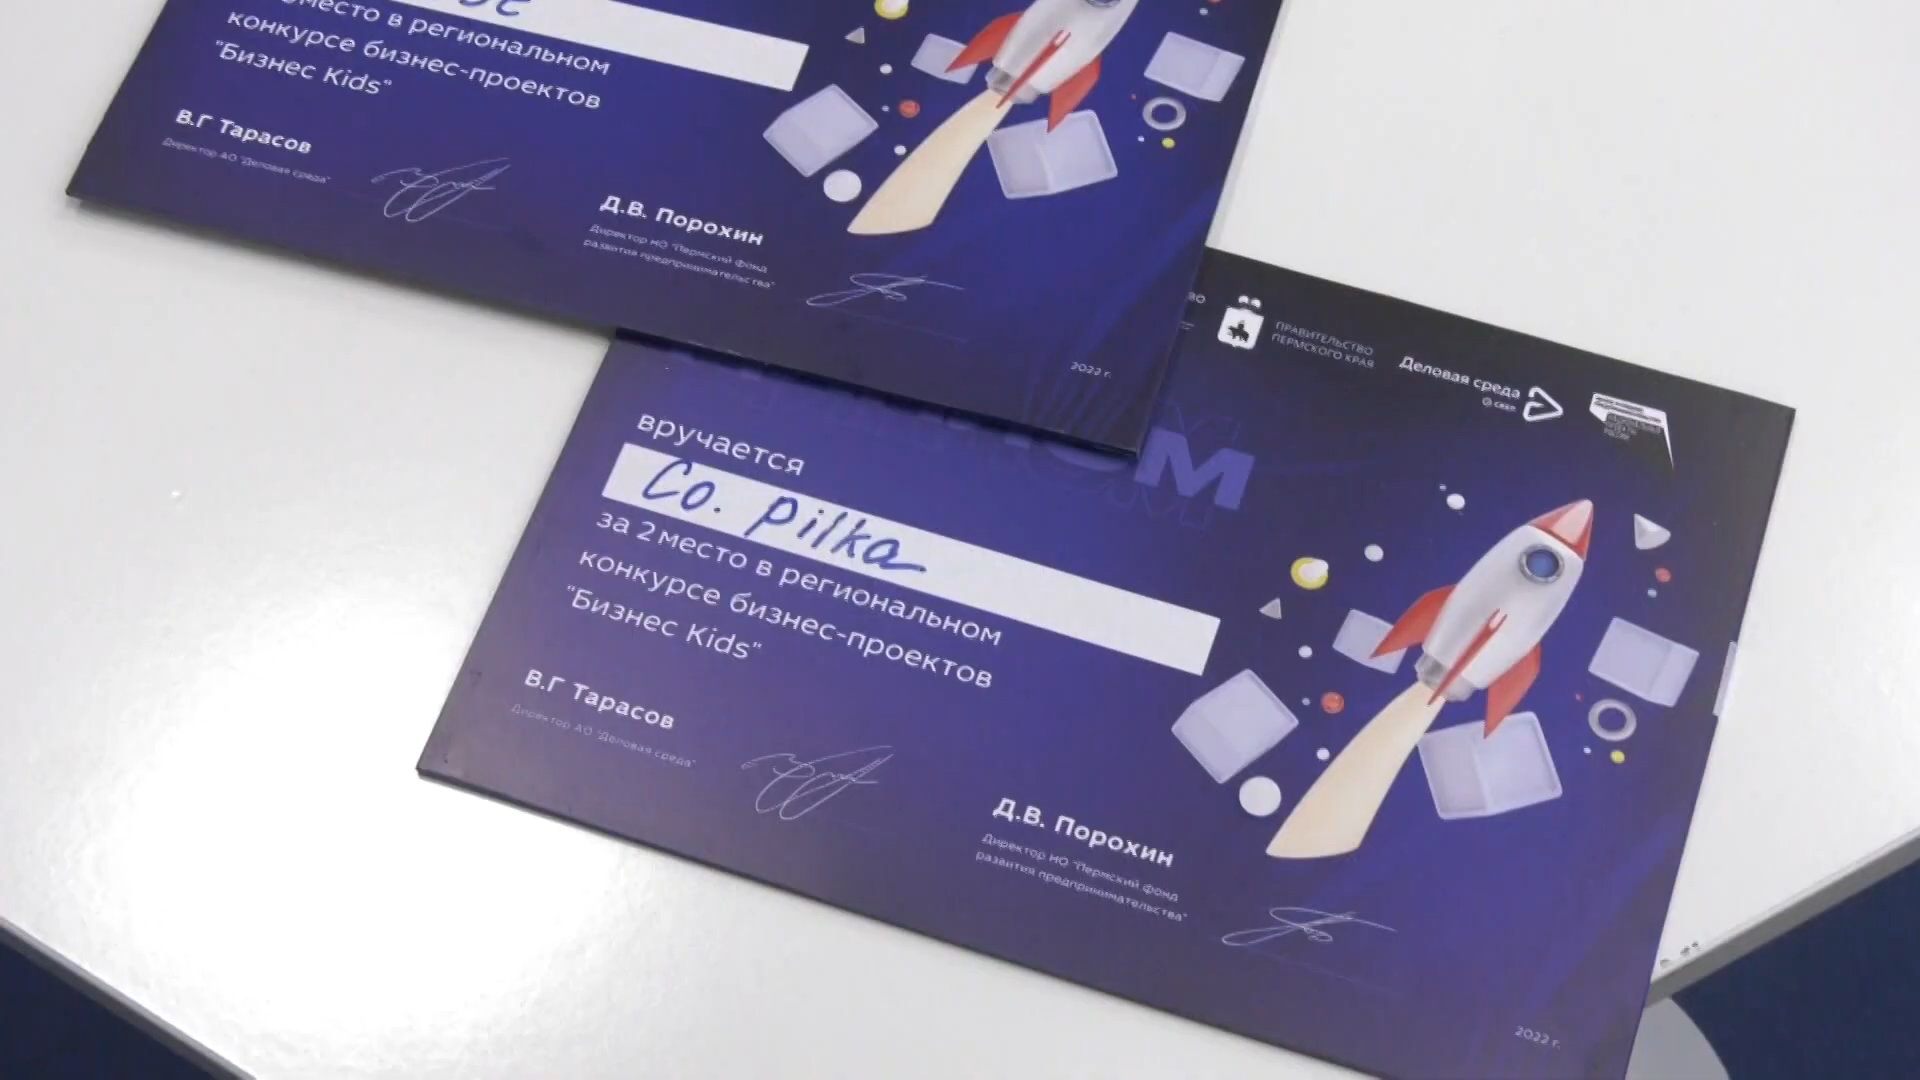 место в региональном
конкурсе бизнес-проектов
"Бизнес Kids"
В.Г Тарасов
Директор АО "Деловая среда"
Д.В. Порохин
Директор НО "Пермский фонд
развития предпринимательства"
2022 г.
ПРАВИТЕЛЬСТВО
ПЕРМСКОГО КРАЯ
Деловая среда
вручается
Co. pilka
за 2 место в региональном
конкурсе бизнес-проектов
"Бизнес Kids"
В.Г Тарасов
Директор АО "Деловая среда"
Д.В. Порохин
Директор НО "Пермский фонд
развития предпринимательства"
2022 г.